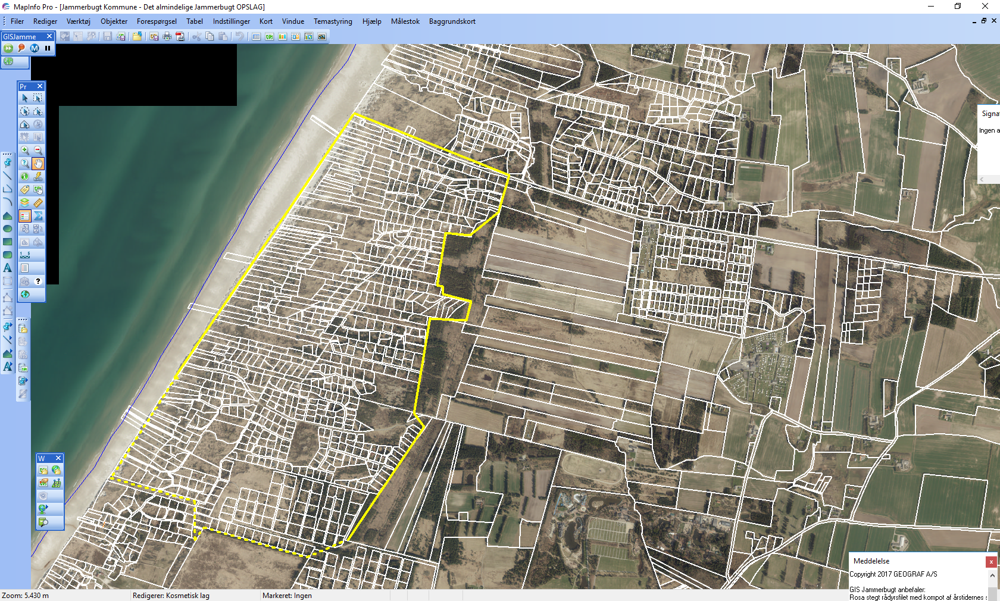 MapInfo Pro - [Jammerbugt Kommune - Det almindelige Jammerbugt OPSLAG]
Filer Rediger Værktøj Objekter Forespørgsel Tabel Indstillinger Kort Vindue Temastyring Hjælp Målestok Baggrundskort
GISJamme
Pr
Signa
Ingen a
W
Meddelelse
Copyright 2017 GEOGRAF A/S
GIS Jammerbugt anbefaler:
Rosa stegt rådyrsfilet med kompot af årstidernes s
Zoom: 5.430 m Redigerer: Kosmetisk lag Markeret: Ingen